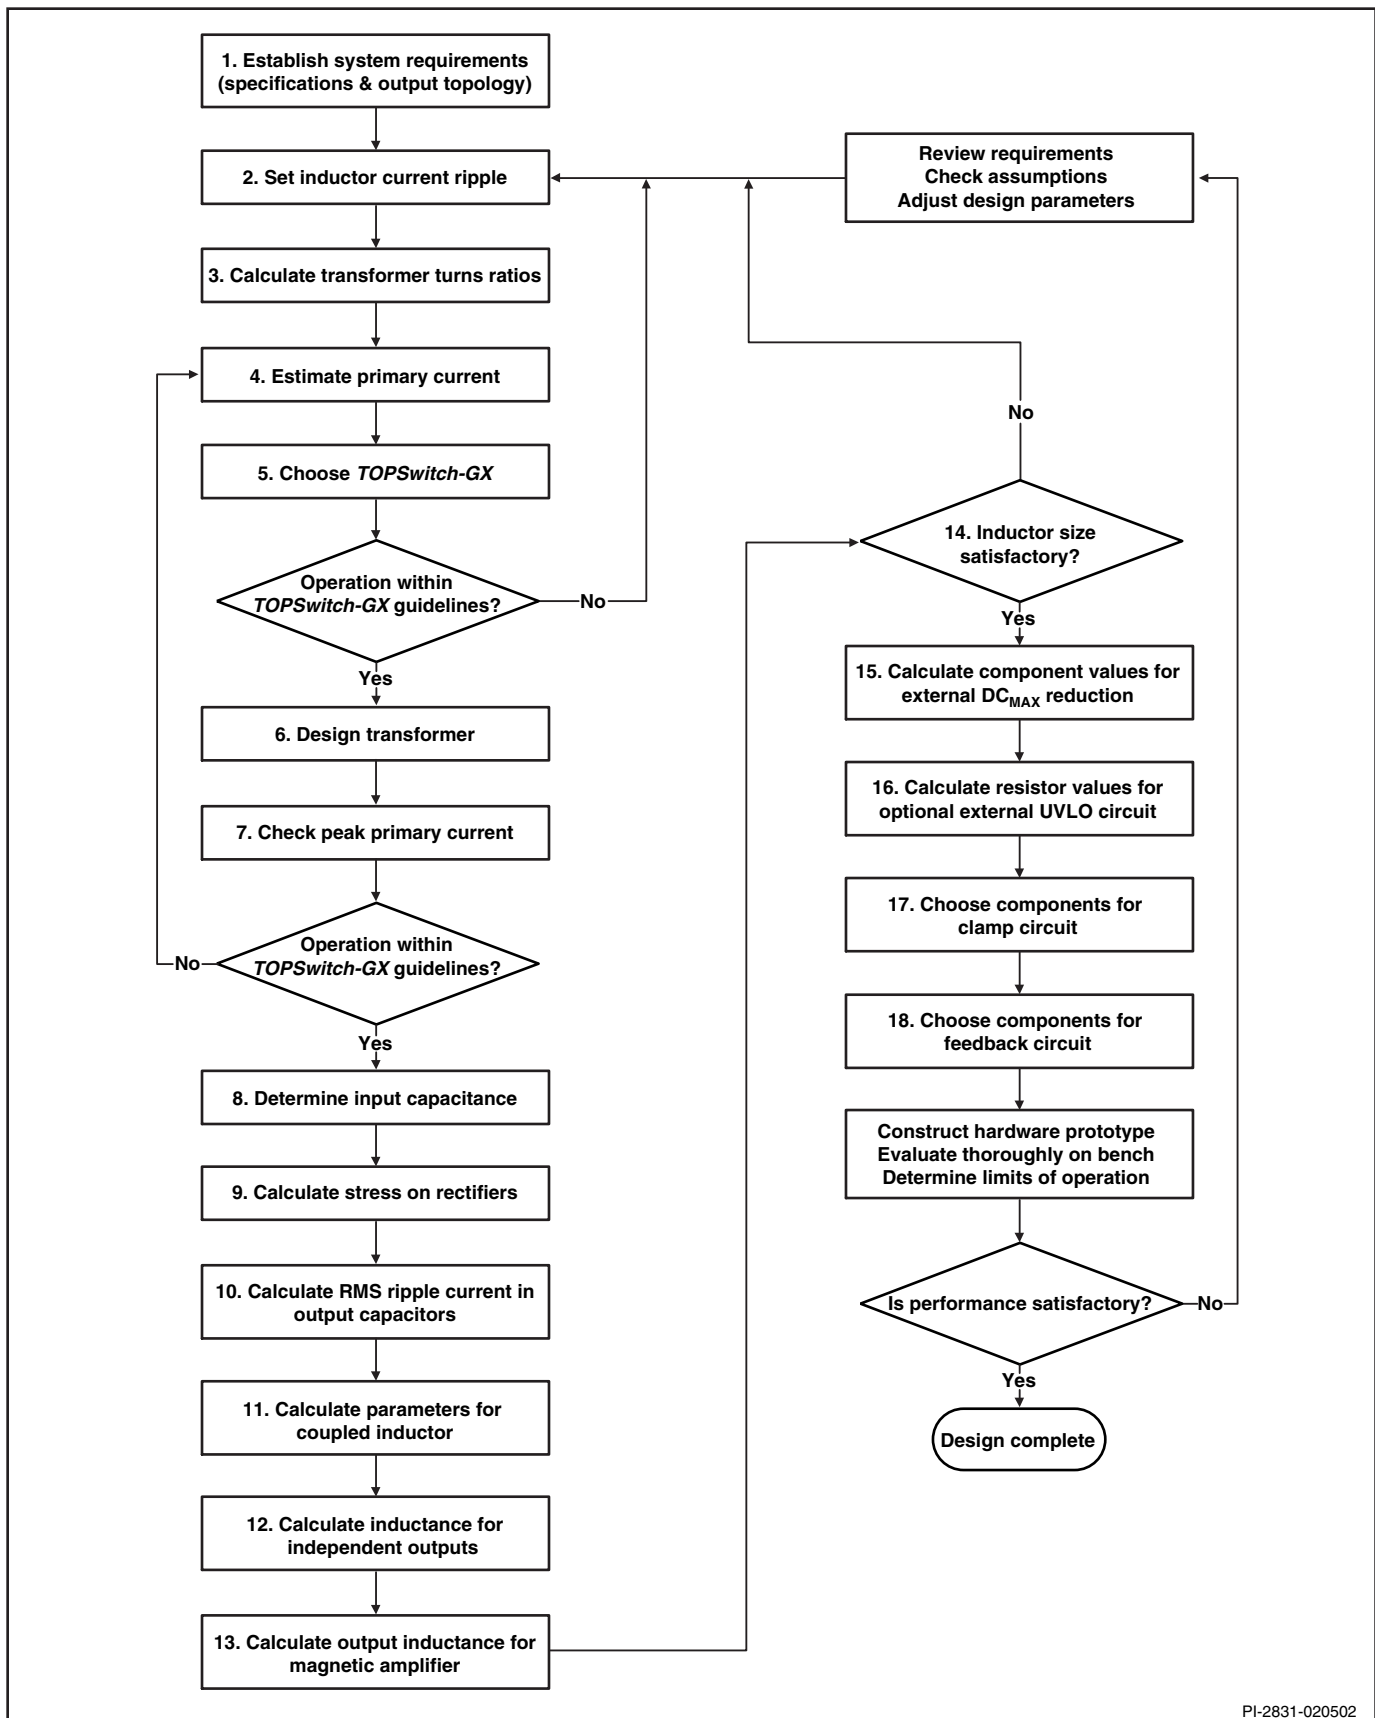 1. Establish system requirements
(specifications & output topology)
2. Set inductor current ripple
3. Calculate transformer turns ratios
4. Estimate primary current
5. Choose TOPSwitch-GX
Operation within
TOPSwitch-GX guidelines?
No
Yes
6. Design transformer
7. Check peak primary current
Operation within
TOPSwitch-GX guidelines?
No
Yes
8. Determine input capacitance
9. Calculate stress on rectifiers
10. Calculate RMS ripple current in
output capacitors
11. Calculate parameters for
coupled inductor
12. Calculate inductance for
independent outputs
13. Calculate output inductance for
magnetic amplifier
Review requirements
Check assumptions
Adjust design parameters
No
14. Inductor size
satisfactory?
Yes
15. Calculate component values for
external DCMAX reduction
16. Calculate resistor values for
optional external UVLO circuit
17. Choose components for
clamp circuit
18. Choose components for
feedback circuit
Construct hardware prototype
Evaluate thoroughly on bench
Determine limits of operation
Is performance satisfactory?
No
Yes
Design complete
PI-2831-020502